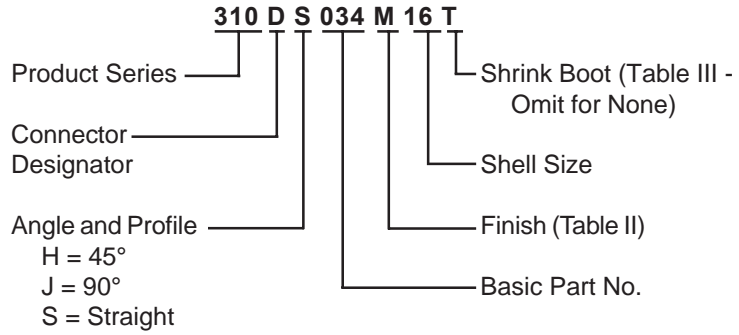 310 D S 034 M 16 T
Product Series
Connector
Designator
Angle and Profile
H = 45°
J = 90°
S = Straight
Shrink Boot (Table III -
Omit for None)
Shell Size
Finish (Table II)
Basic Part No.